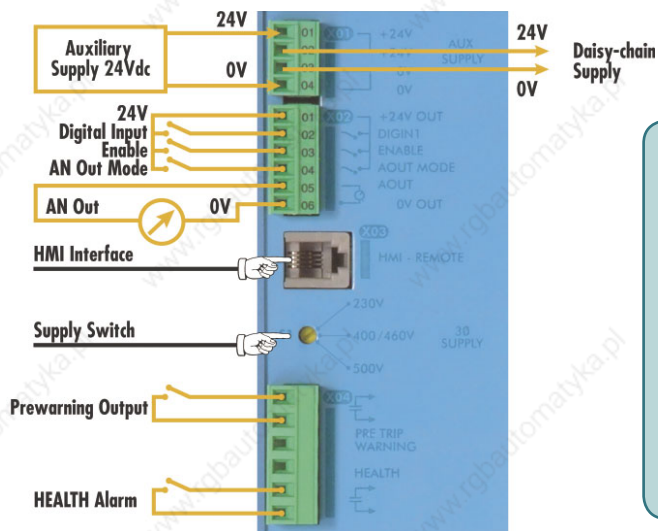 24V
Auxiliary
Supply 24Vdc
0V
01
02
03
04
X01
+24V
+24V
0V
0V
AUX
SUPPLY
24V
Daisy-chain
Supply
0V
24V
Digital Input
Enable
AN Out Mode
AN Out
0V
01
02
03
04
05
06
X02
+24V OUT
DIGIN1
ENABLE
AOUT MODE
AOUT
0V OUT
HMI Interface
X03
HMI - REMOTE
Supply Switch
230V
400/460V
500V
3Ø
SUPPLY
Prewarning Output
X04
PRE TRIP
WARNING
HEALTH
HEALTH Alarm
www.rgbautomatyka.pl